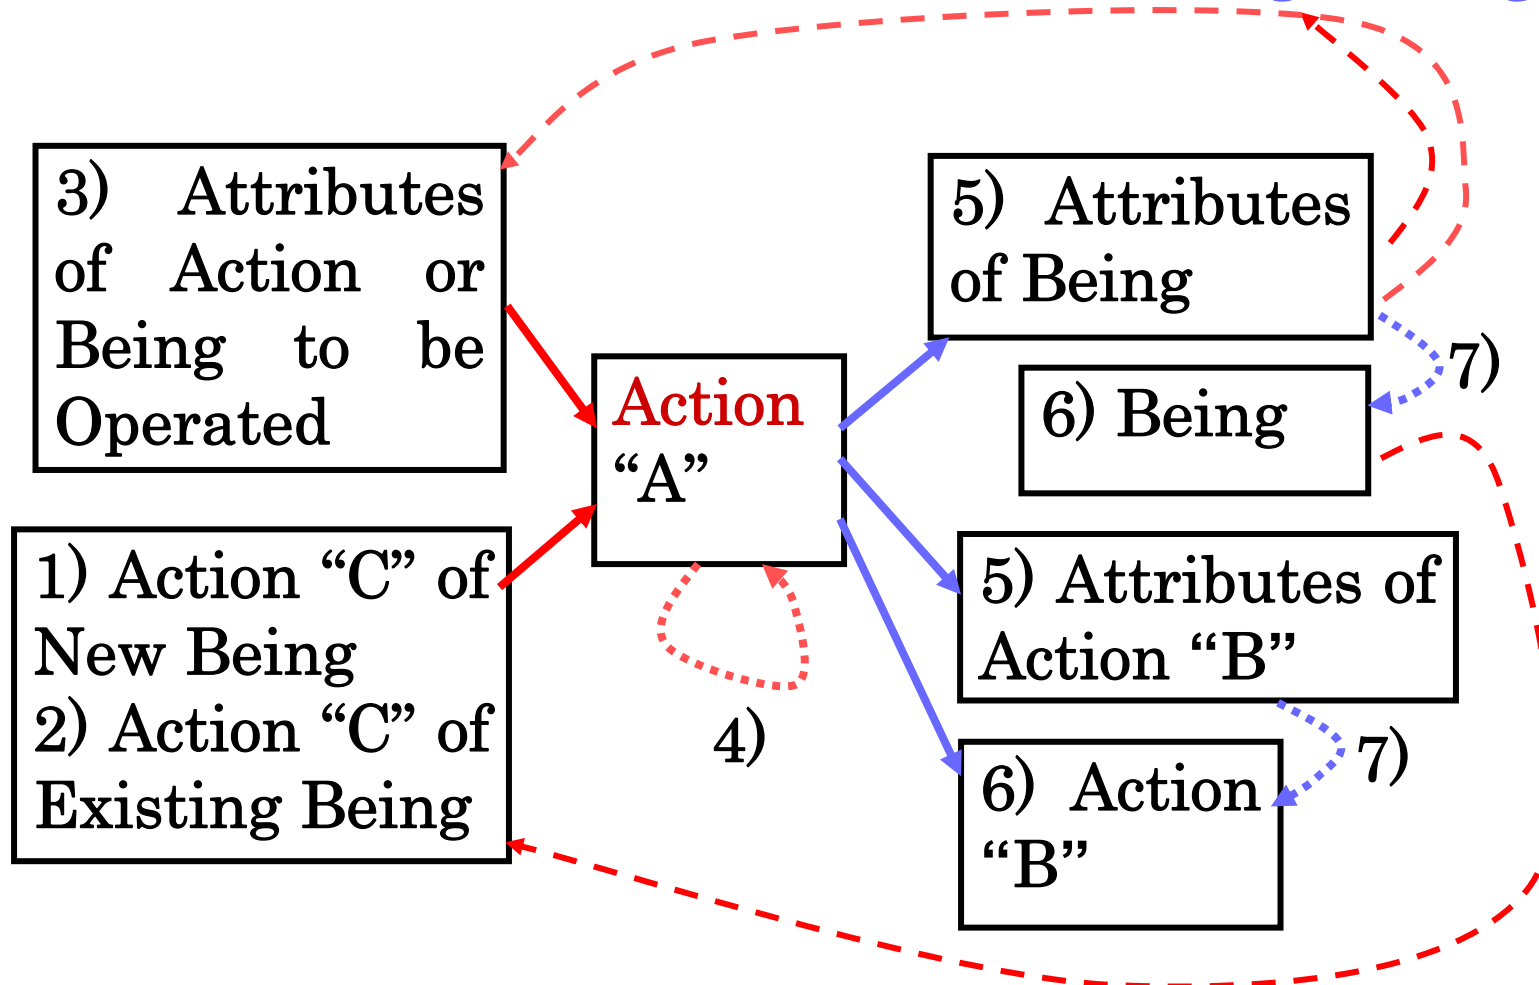 3) Attributes
of Action or
Being to be
Operated
1) Action “C” of
New Being
2) Action “C” of
Existing Being
Action
“A”
4)
5) Attributes
of Being
7)
6) Being
5) Attributes of
Action “B”
7)
6) Action
“B”